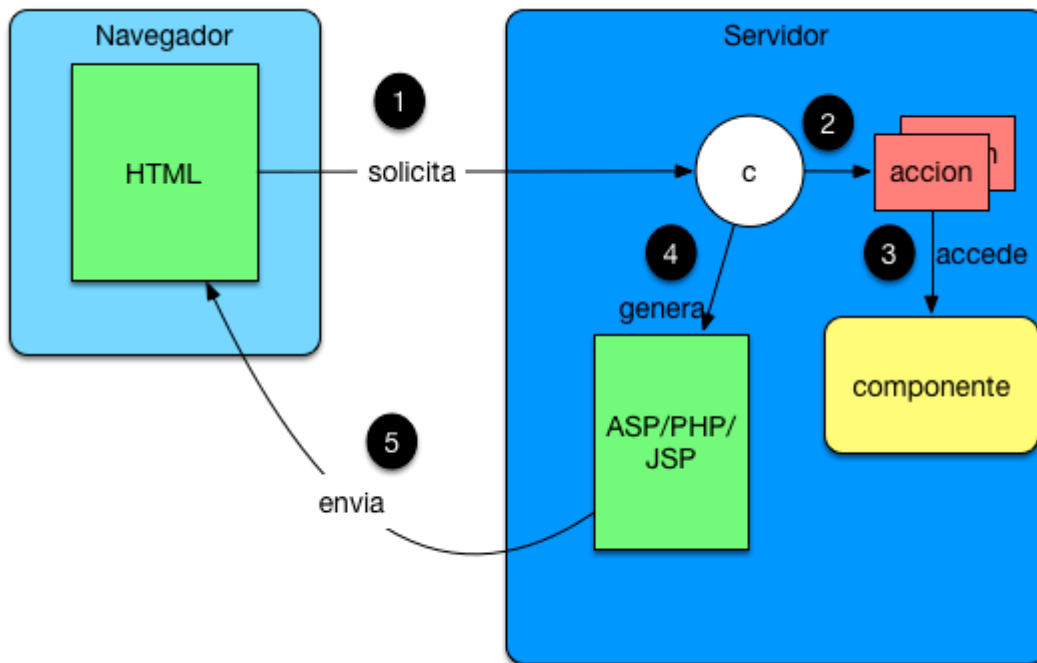 Navegador
Servidor
HTML
1
solicita
c
2
accion
n
3
accede
4
genera
componente
ASP/PHP/
JSP
5
envia